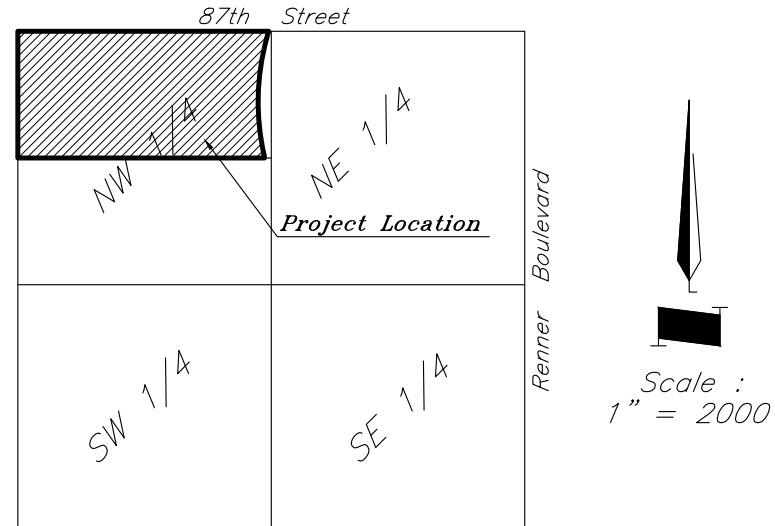 87th Street
NW 1/4
NE 1/4
Project Location
Renner Boulevard
SW 1/4
SE 1/4
Scale :
1" = 2000